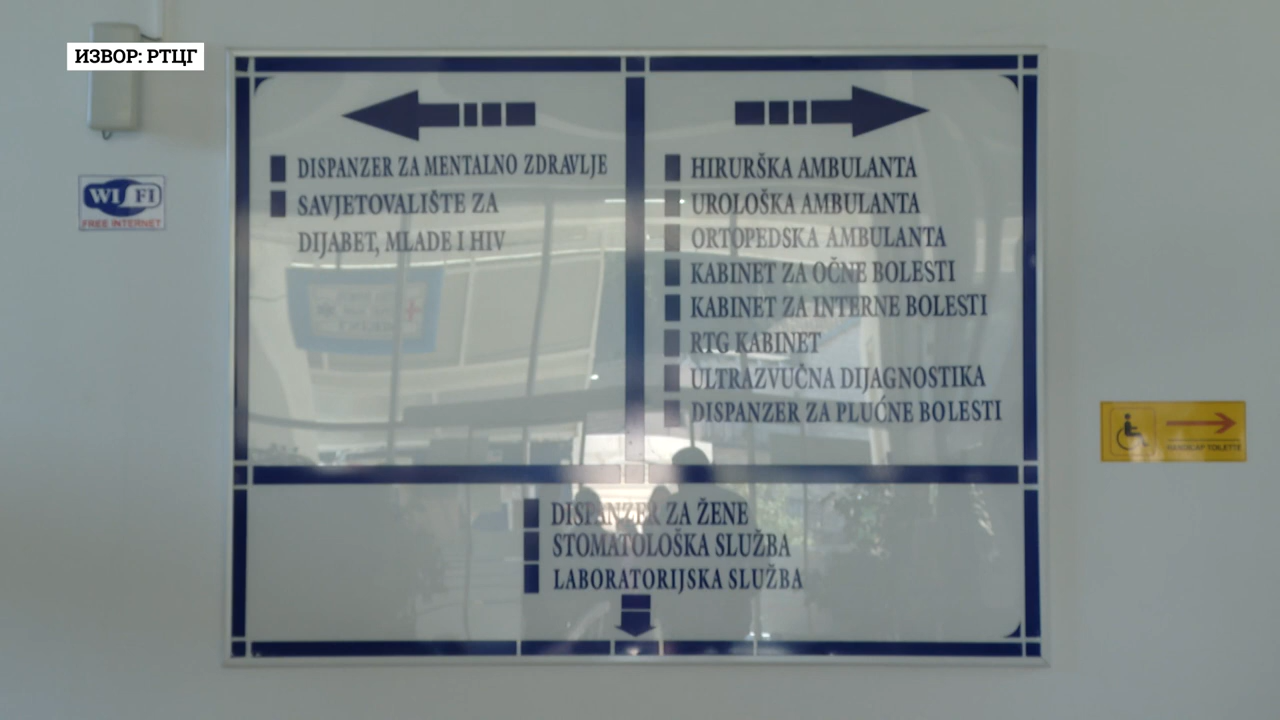 ИЗВОР: РТЦГ
WI FI
FREE INTERNET
DISPANZER ZA MENTALNO ZDRAVLJE
SAVJETOVALIŠTE ZA
DIJABET, MLADE I HIV
HIRURŠKA AMBULANTA
UROLOŠKA AMBULANTA
ORTOPEDSKA AMBULANTA
KABINET ZA OČNE BOLESTI
KABINET ZA INTERNE BOLESTI
RTG KABINET
ULTRAZVUČNA DIJAGNOSTIKA
DISPANZER ZA PLUĆNE BOLESTI
DISPANZER ZA ŽENE
STOMATOLOŠKA SLUŽBA
LABORATORIJSKA SLUŽBA